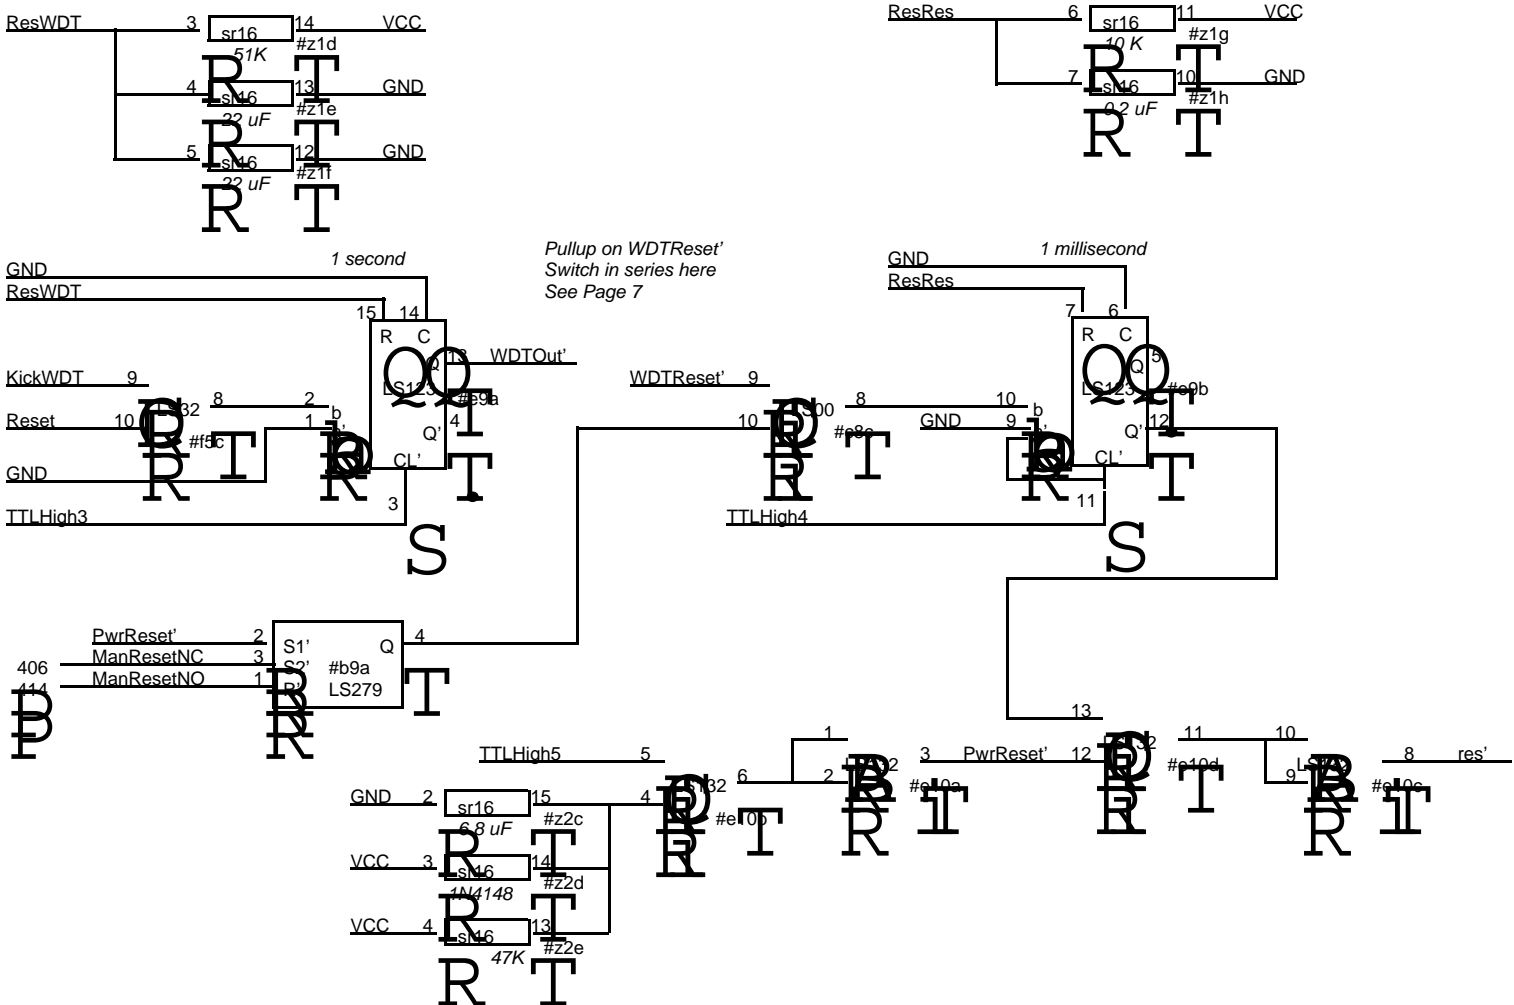 ResWDT 3 sr16 14 VCC
51K #z1d
4 sr16 13 GND
22 uF #z1e
5 sr16 12 GND
22 uF #z1f
R T
R T
R T
ResRes 6 sr16 11 VCC
10 K #z1g
7 sr16 10 GND
0.2 uF #z1h
R T
R T
1 second
GND
ResWDT
15 14
R C
Q 13 WDTOut’
LS123 #e9a
Q’ 4
CL’
3
KickWDT 9
Reset 10 LS32 8 2 b
#f5c 1
GND
TTLHigh3
S
Pullup on WDTReset’
Switch in series here
See Page 7
1 millisecond
GND
ResRes
7 6
R C
Q 5
LS123 #e9b
Q’ 12
CL’
11
WDTReset’ 9
10 8 10 b
GND 9
TTLHigh4
S
PwrReset’ 2 S1’ Q 4
406 ManResetNC 3 S2’ #b9a
414 ManResetNO 1 R’ LS279
T
TTLHigh5 5
GND 2 sr16 15 4 6
6.8 uF #z2c #e10b
VCC 3 sr16 14
1N4148 #z2d
VCC 4 sr16 13
47K #z2e
R T
1
2 3 PwrReset’ 12
#e10a
13
11 10
#e10d 9
8 res’
#e10c